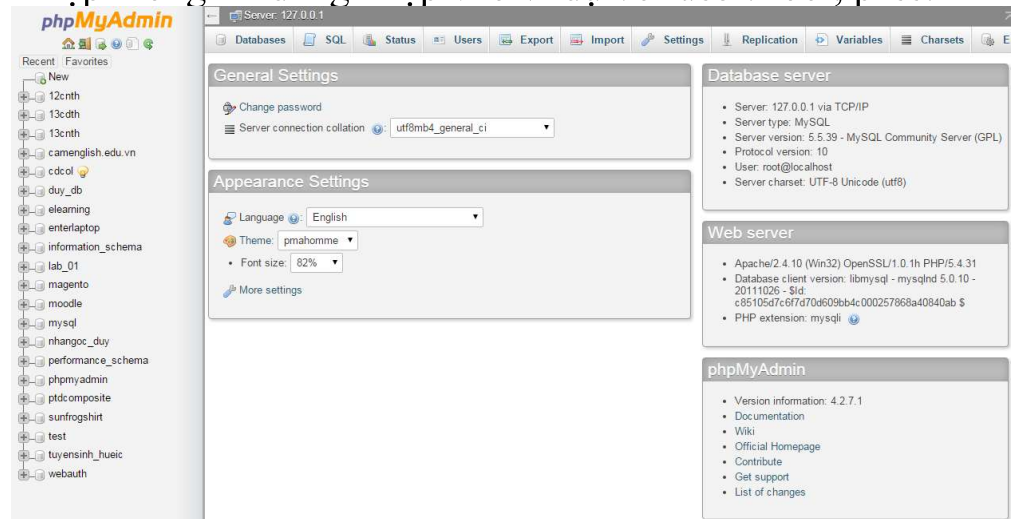 phpMyAdmin
Recent Favorites
New
12cnth
13cdth
13cnth
camenglish.edu.vn
cdcol
duy_db
elearning
enterlaptop
information_schema
lab_01
magento
moodle
mysql
nhangoc_duy
performance_schema
phpmyadmin
ptdcomposite
sunfrogshirt
test
tuyensinh_hueic
webauth
Server: 127.0.0.1
Databases SQL Status Users Export Import Settings Replication Variables Charsets E
General Settings
Change password
Server connection collation : utf8mb4_general_ci
Appearance Settings
Language : English
Theme: pmahomme
• Font size: 82%
More settings
Database server
• Server: 127.0.0.1 via TCP/IP
• Server type: MySQL
• Server version: 5.5.39 - MySQL Community Server (GPL)
• Protocol version: 10
• User: root@localhost
• Server charset: UTF-8 Unicode (utf8)
Web server
• Apache/2.4.10 (Win32) OpenSSL/1.0.1h PHP/5.4.31
• Database client version: libmysql - mysqlnd 5.0.10 -
20111026 - $Id:
c85105d7c6f7d70d609bb4c000257868a40840ab $
• PHP extension: mysqli
phpMyAdmin
• Version information: 4.2.7.1
• Documentation
• Wiki
• Official Homepage
• Contribute
• Get support
• List of changes